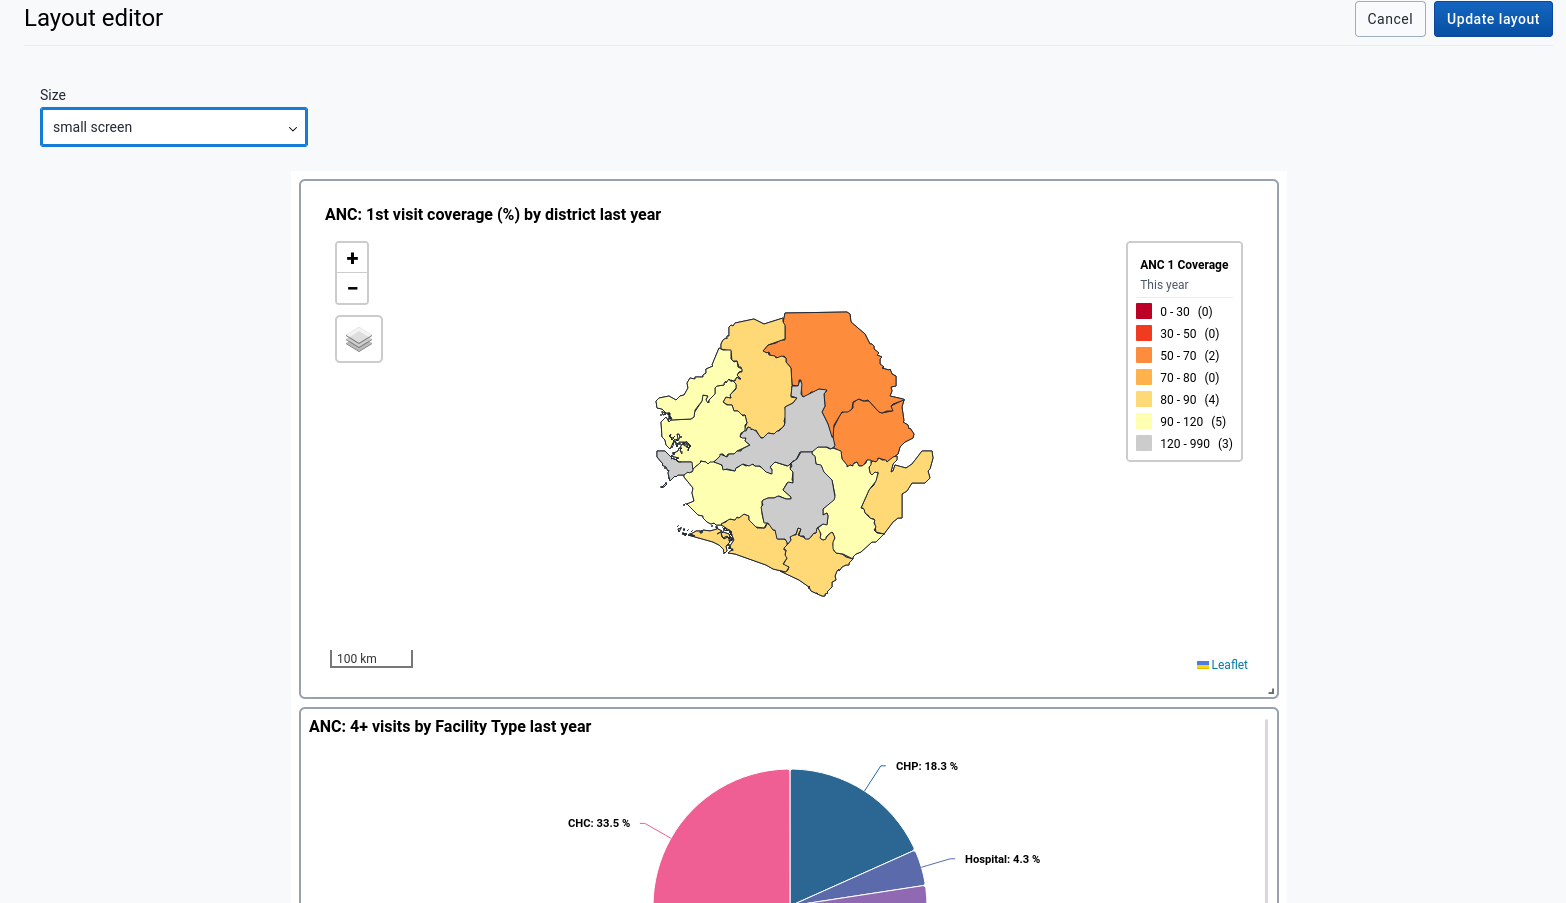 Layout editor
Cancel
Update layout
Size
small screen
ANC: 1st visit coverage (%) by district last year
+
−
ANC 1 Coverage
This year
0 - 30 (0)
30 - 50 (0)
50 - 70 (2)
70 - 80 (0)
80 - 90 (4)
90 - 120 (5)
120 - 990 (3)
100 km
Leaflet
ANC: 4+ visits by Facility Type last year
CHP: 18.3 %
CHC: 33.5 %
Hospital: 4.3 %